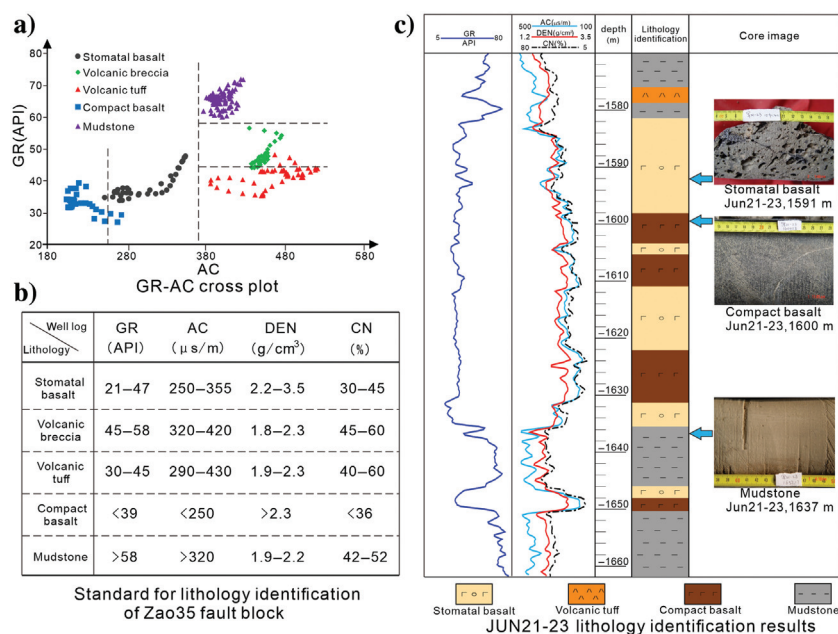 a)
Stomatal basalt
Volcanic breccia
Volcanic tuff
Compact basalt
Mudstone
GR(API)
80
70
60
50
40
30
20
180 280 380 480 580
AC
GR-AC cross plot
b)
Well log
Lithology
GR (API) AC (μs/m) DEN (g/cm³) CN (%)
Stomatal basalt 21–47 250–355 2.2–3.5 30–45
Volcanic breccia 45–58 320–420 1.8–2.3 45–60
Volcanic tuff 30–45 290–430 1.9–2.3 40–60
Compact basalt <39 <250 >2.3 <36
Mudstone >58 >320 1.9–2.2 42–52
Standard for lithology identification
of Zao35 fault block
c)
GR
5 80
API
AC(us/m)
500 100
DEN(g/cm³)
1.2 3.5
CN(%)
80 5
depth
(m)
Lithology
identification
Core image
–1580
–1590
–1600
–1610
–1620
–1630
–1640
–1650
–1660
Stomatal basalt
Jun21-23,1591 m
Compact basalt
Jun21-23,1600 m
Mudstone
Jun21-23,1637 m
Stomatal basalt Volcanic tuff Compact basalt Mudstone
JUN21-23 lithology identification results